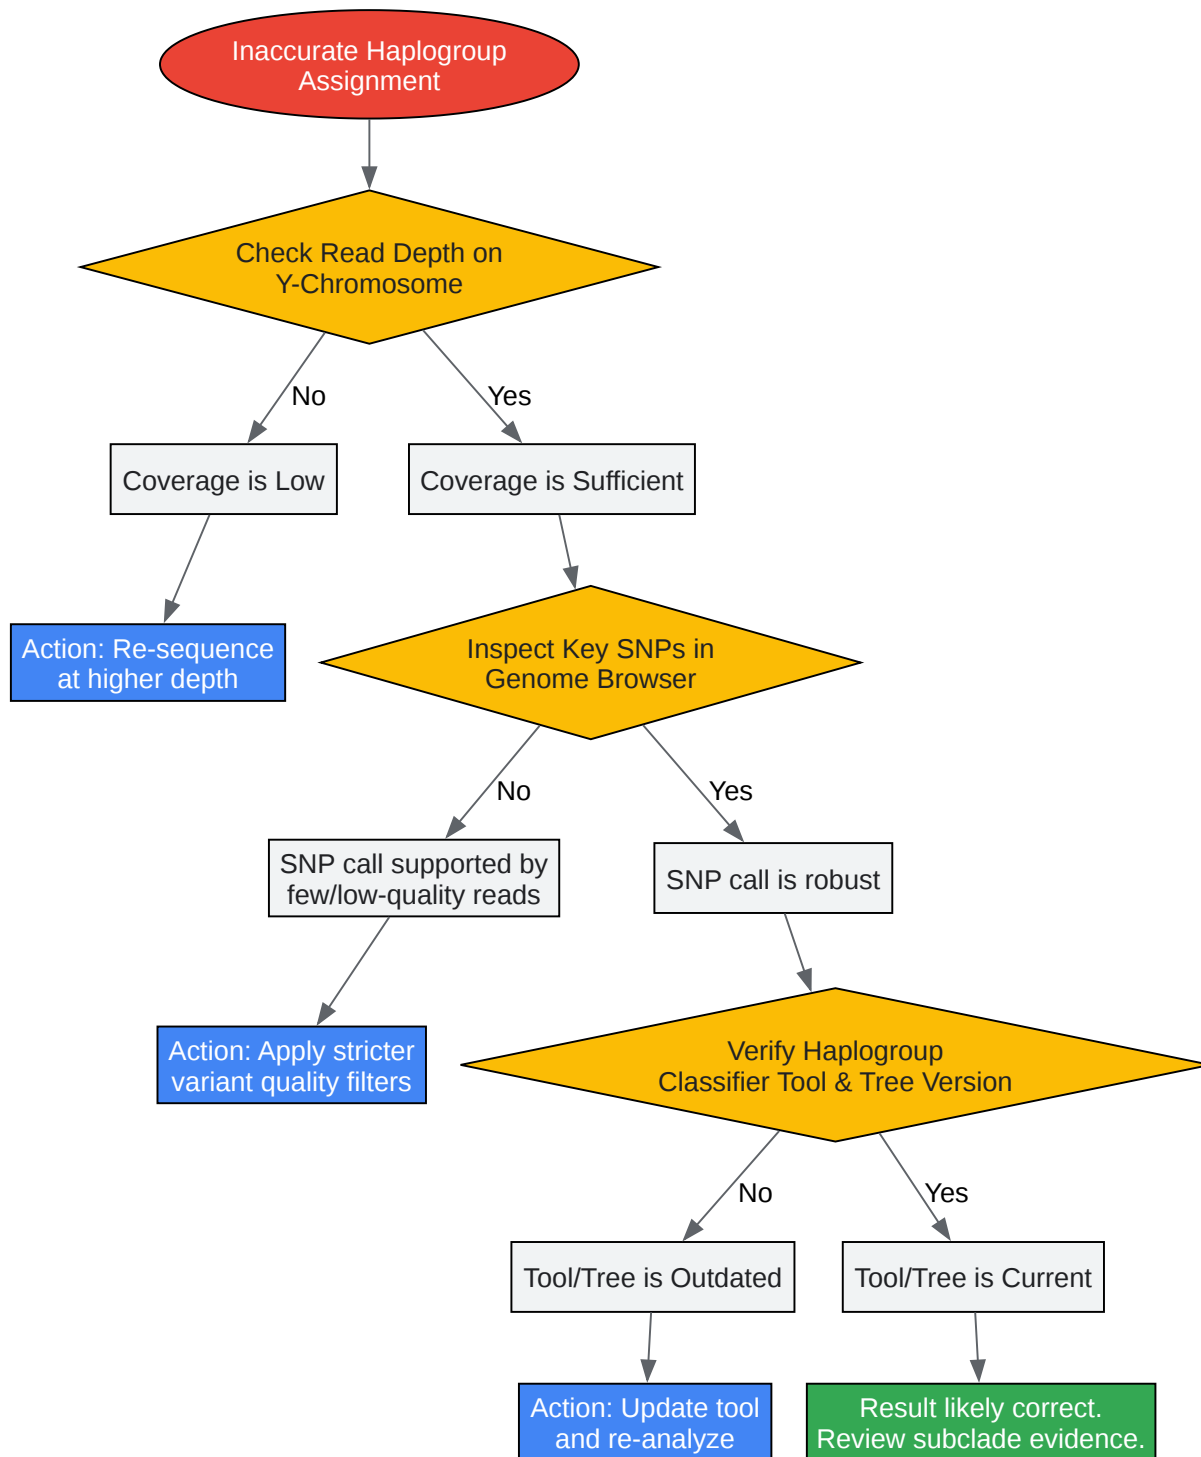 Inaccurate Haplogroup
Assignment
Check Read Depth on
Y-Chromosome
No
Yes
Coverage is Low
Coverage is Sufficient
Action: Re-sequence
at higher depth
Inspect Key SNPs in
Genome Browser
No
Yes
SNP call supported by
few/low-quality reads
SNP call is robust
Action: Apply stricter
variant quality filters
Verify Haplogroup
Classifier Tool & Tree Version
No
Yes
Tool/Tree is Outdated
Tool/Tree is Current
Action: Update tool
and re-analyze
Result likely correct.
Review subclade evidence.